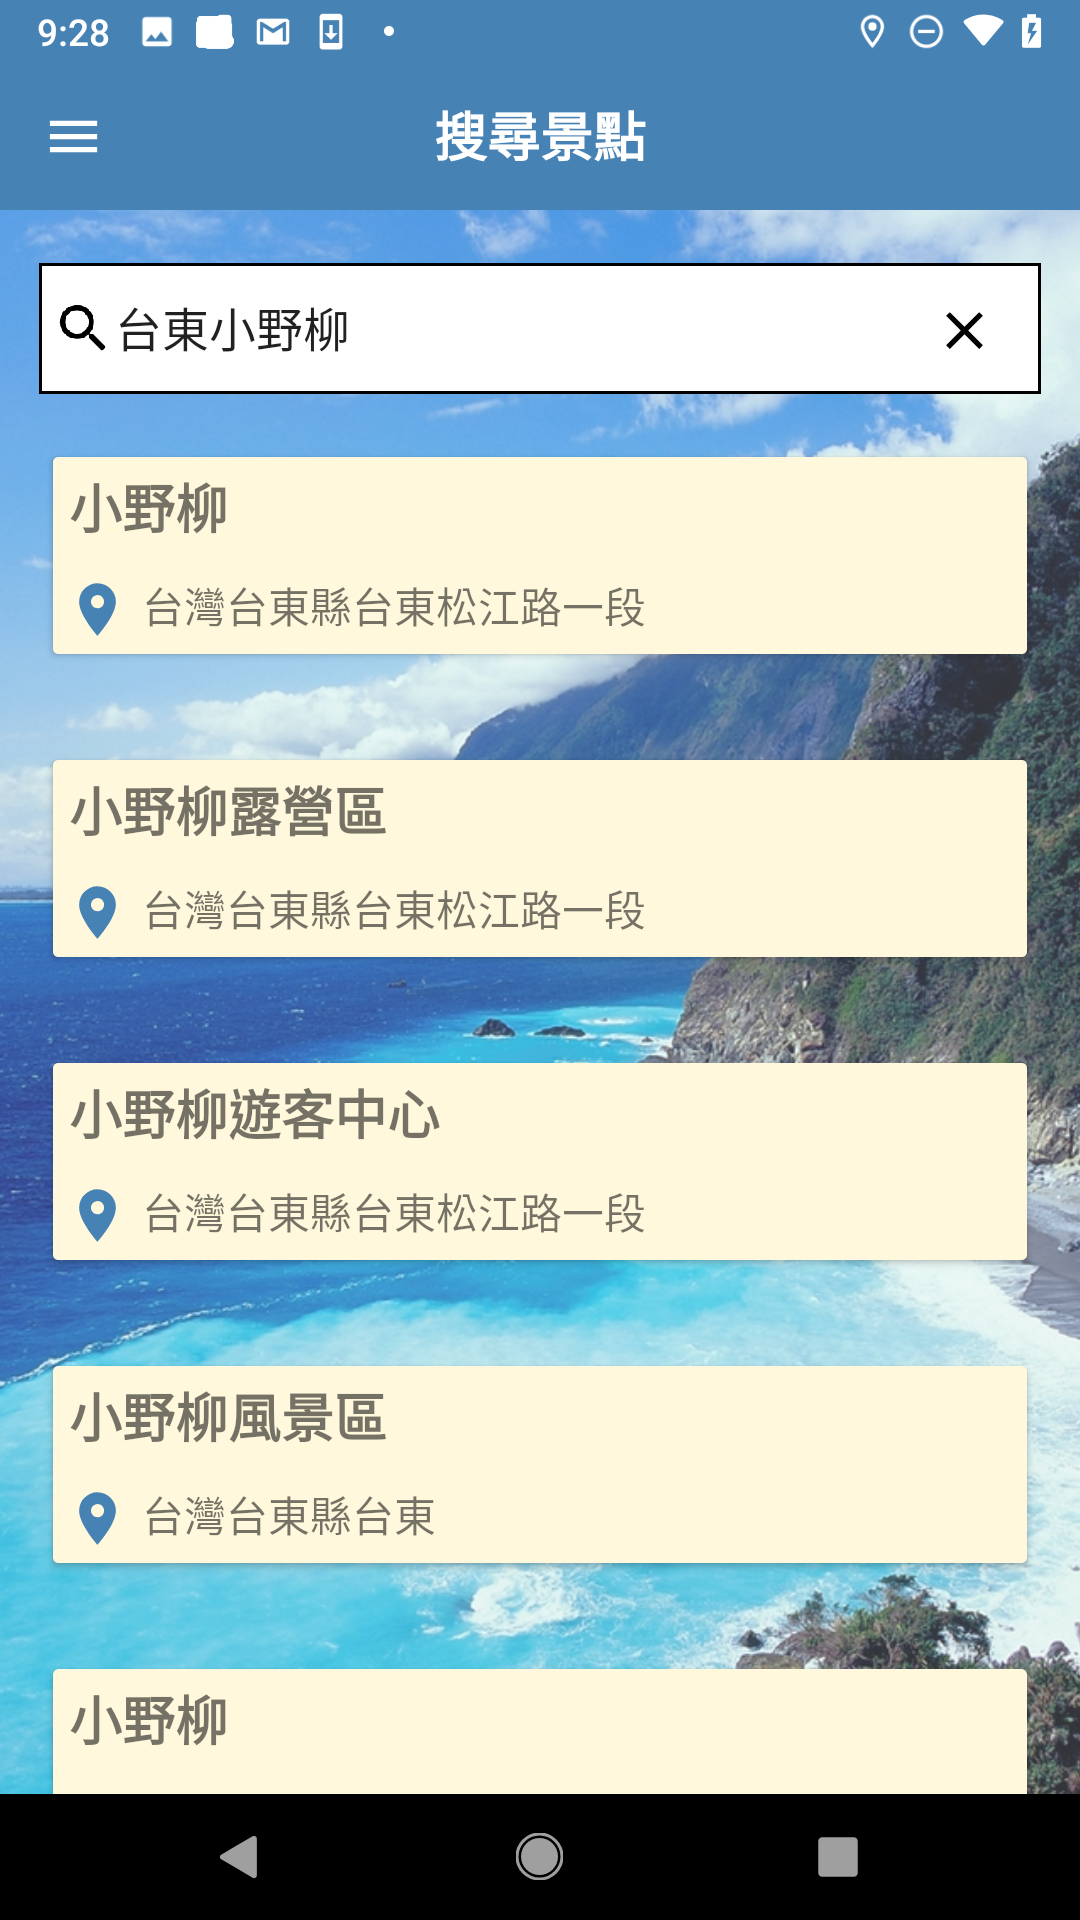 9:28
搜尋景點
台東小野柳
小野柳
台灣台東縣台東松江路一段
小野柳露營區
台灣台東縣台東松江路一段
小野柳遊客中心
台灣台東縣台東松江路一段
小野柳風景區
台灣台東縣台東
小野柳